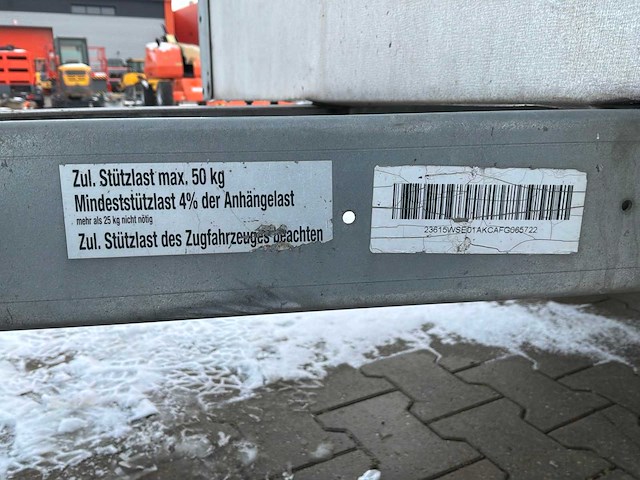 Zul. Stützlast max. 50 kg
Mindeststützlast 4% der Anhängelast
mehr als 25 kg nicht nötig
Zul. Stützlast des Zugfahrzeuges beachten
23615WSE01AKCAFG065722